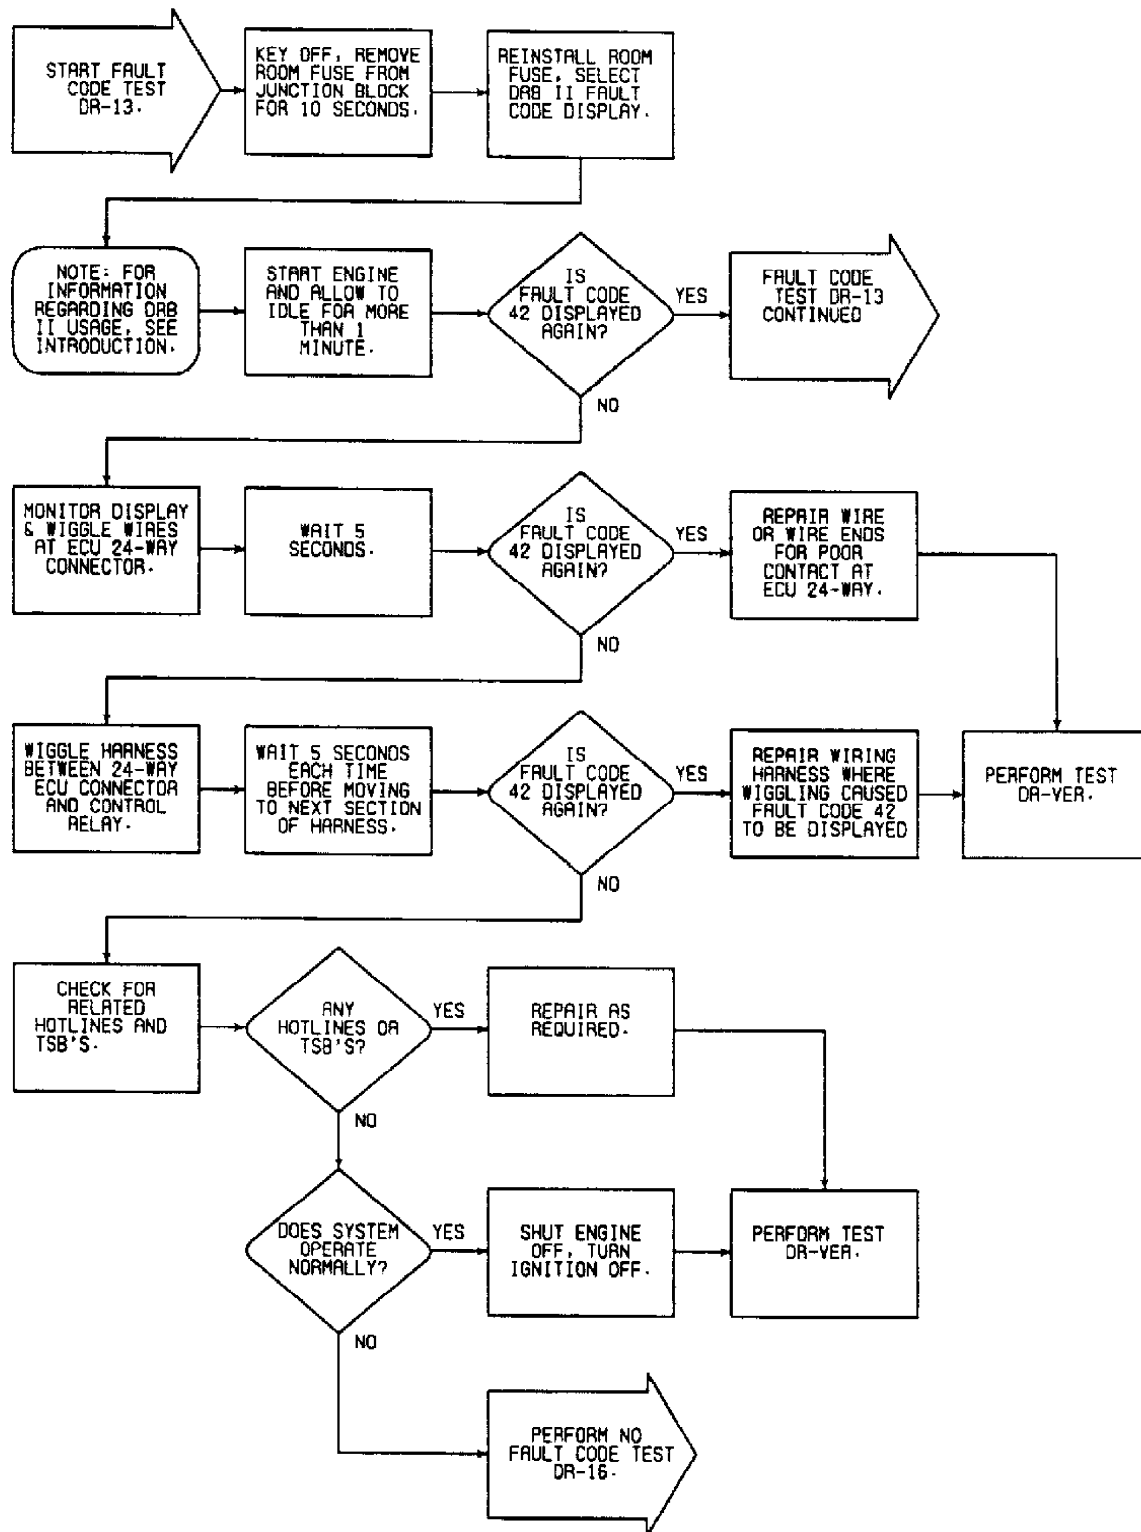 START FAULT
CODE TEST
DR-13.
KEY OFF, REMOVE
ROOM FUSE FROM
JUNCTION BLOCK
FOR 10 SECONDS.
REINSTALL ROOM
FUSE, SELECT
DRB II FAULT
CODE DISPLAY.
NOTE: FOR
INFORMATION
REGARDING DRB
II USAGE, SEE
INTRODUCTION.
START ENGINE
AND ALLOW TO
IDLE FOR MORE
THAN 1
MINUTE.
IS
FAULT CODE
42 DISPLAYED
AGAIN?
YES
NO
FAULT CODE
TEST DR-13
CONTINUED
MONITOR DISPLAY
& WIGGLE WIRES
AT ECU 24-WAY
CONNECTOR.
WAIT 5
SECONDS.
IS
FAULT CODE
42 DISPLAYED
AGAIN?
YES
NO
REPAIR WIRE
OR WIRE ENDS
FOR POOR
CONTACT AT
ECU 24-WAY.
WIGGLE HARNESS
BETWEEN 24-WAY
ECU CONNECTOR
AND CONTROL
RELAY.
WAIT 5 SECONDS
EACH TIME
BEFORE MOVING
TO NEXT SECTION
OF HARNESS.
IS
FAULT CODE
42 DISPLAYED
AGAIN?
YES
NO
REPAIR WIRING
HARNESS WHERE
WIGGLING CAUSED
FAULT CODE 42
TO BE DISPLAYED
PERFORM TEST
DR-VER.
CHECK FOR
RELATED
HOTLINES AND
TSB'S.
ANY
HOTLINES OR
TSB'S?
YES
NO
REPAIR AS
REQUIRED.
DOES SYSTEM
OPERATE
NORMALLY?
YES
NO
SHUT ENGINE
OFF, TURN
IGNITION OFF.
PERFORM TEST
DR-VER.
PERFORM NO
FAULT CODE TEST
DR-16.